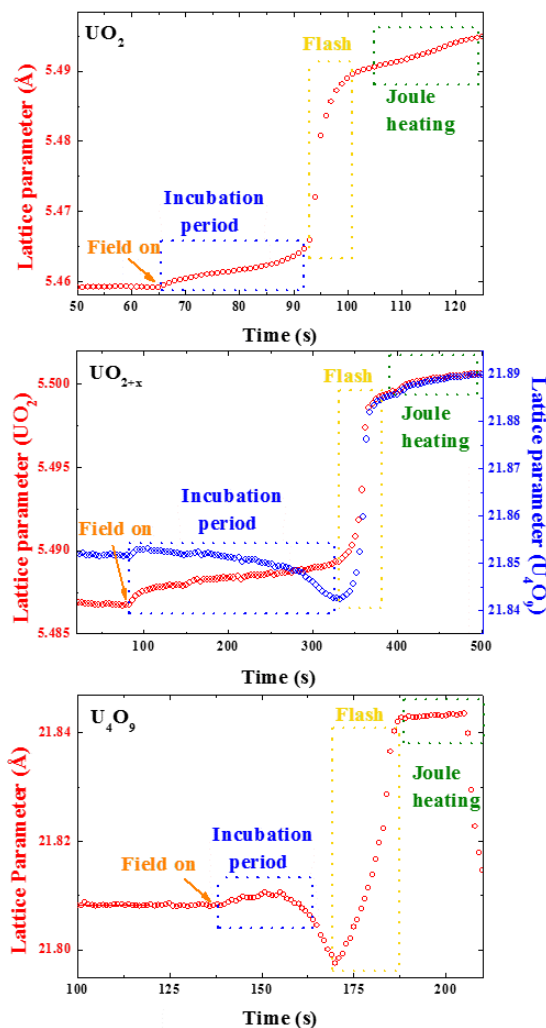 UO2
Flash
Joule
heating
Incubation
period
Field on
Lattice parameter (Å)
5.49
5.48
5.47
5.46
50 60 70 80 90 100 110 120
Time (s)
UO2+x
Flash
Joule
heating
Incubation
period
Field on
Lattice parameter (UO2)
5.500
5.495
5.490
5.485
21.89
21.88
21.87
21.86
21.85
21.84
Lattice parameter (U4O9)
100 200 300 400 500
Time (s)
U4O9
Flash
Joule
heating
Incubation
period
Field on
Lattice Parameter (Å)
21.84
21.82
21.80
100 125 150 175 200
Time (s)